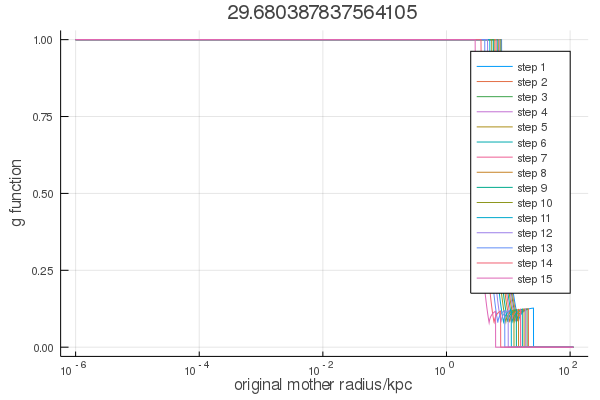 29.680387837564105
g function
1.00
0.75
0.50
0.25
0.00
step 1
step 2
step 3
step 4
step 5
step 6
step 7
step 8
step 9
step 10
step 11
step 12
step 13
step 14
step 15
10^-6 10^-4 10^-2 10^0 10^2
original mother radius/kpc